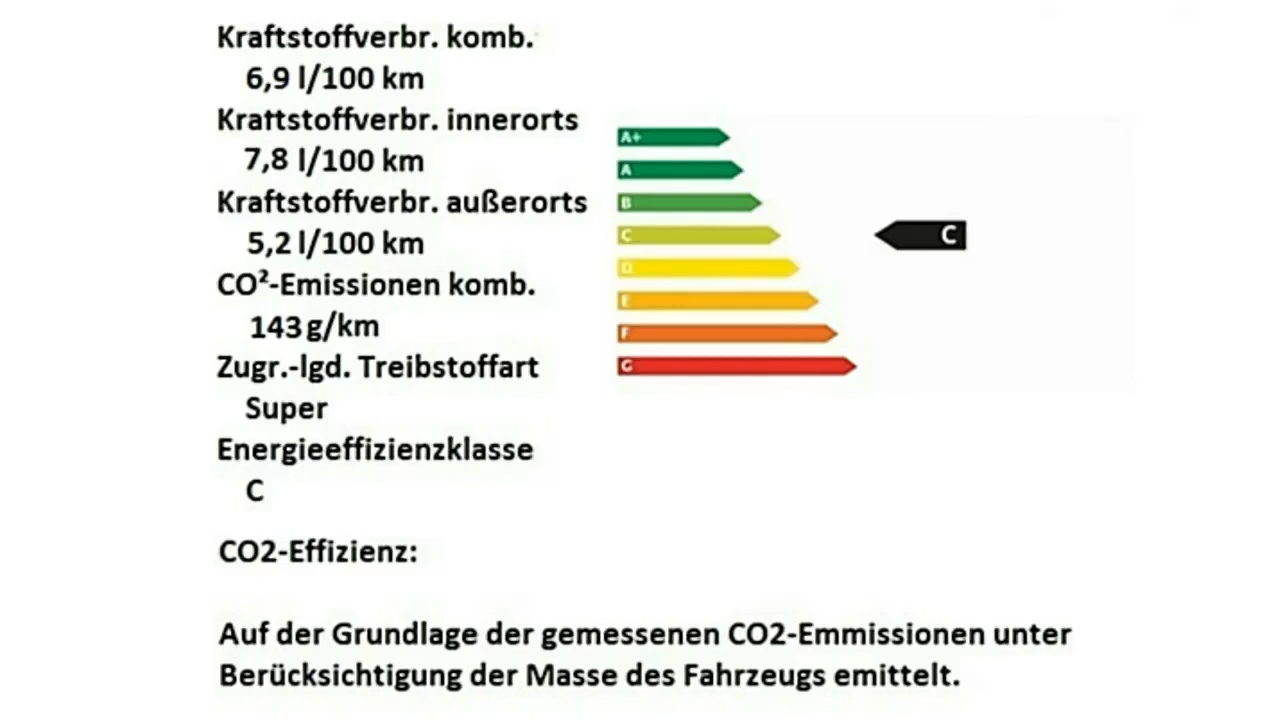 Kraftstoffverbr. komb.
6,9 l/100 km
Krattstoffverbr. innerorts
7,8 l/100 km
Kraftstoffverbr. außerorts
5,2 l/100 km
CO²-Emissionen komb.
143 g/km
Zugr.-lgd. Treibstoffart
Super
Energieeffizienzklasse
C
A+
A
B
C
D
E
F
G
C
CO2-Effizienz:
Auf der Grundlage der gemessenen CO2-Emmissionen unter
Berücksichtigung der Masse des Fahrzeugs emittelt.